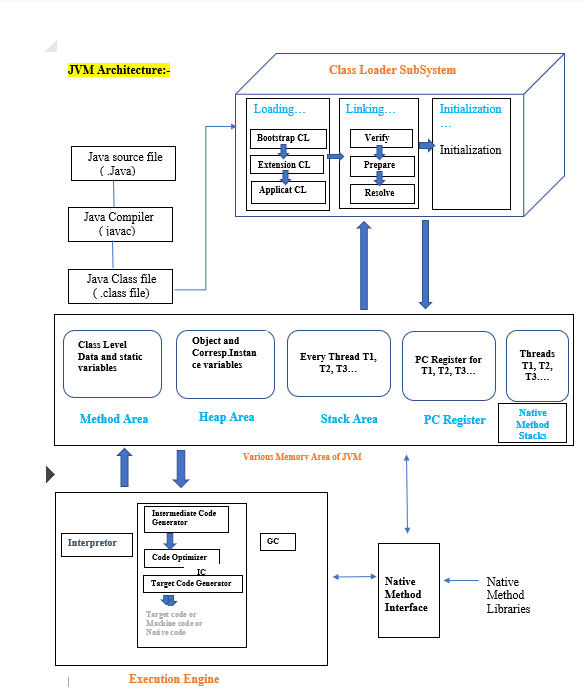 JVM Architecture:-
Class Loader SubSystem
Loading...
Bootstrap CL
Extension CL
Applicat CL
Linking...
Verify
Prepare
Resolve
Initialization
...
Initialization
Java source file
( .Java)
Java Compiler
( javac)
Java Class file
( .class file)
Class Level
Data and static
variables
Method Area
Object and
Corresp.Instan
ce variables
Heap Area
Every Thread T1,
T2, T3...
Stack Area
PC Register for
T1, T2, T3...
PC Register
Threads
T1, T2,
T3....
Native
Method
Stacks
Various Memory Area of JVM
Interpretor
Intermediate Code
Generator
Code Optimizer
IC
Target Code Generator
Target code or
Machine code or
Native code
GC
Native
Method
Interface
Native
Method
Libraries
Execution Engine